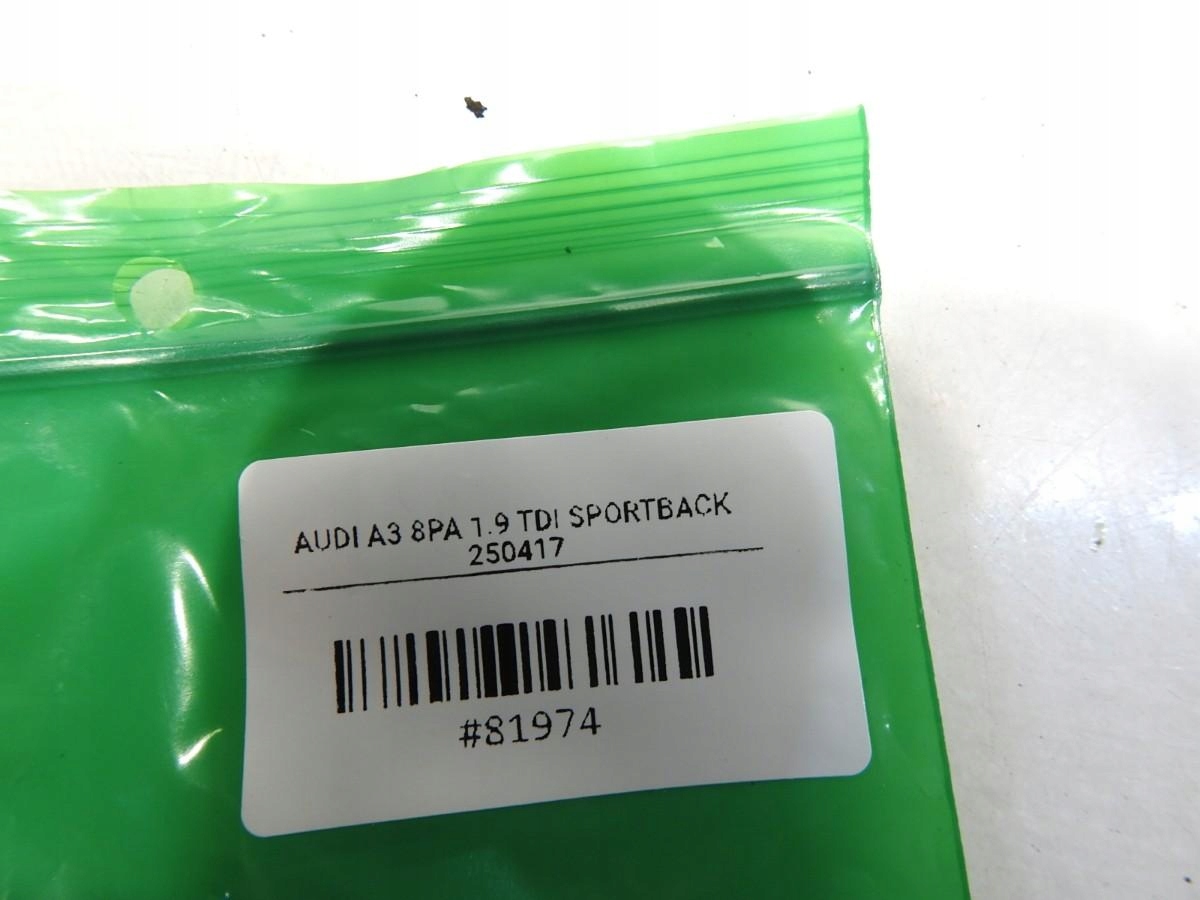 AUDI A3 8PA 1.9 TDI SPORTBACK
250417
#81974